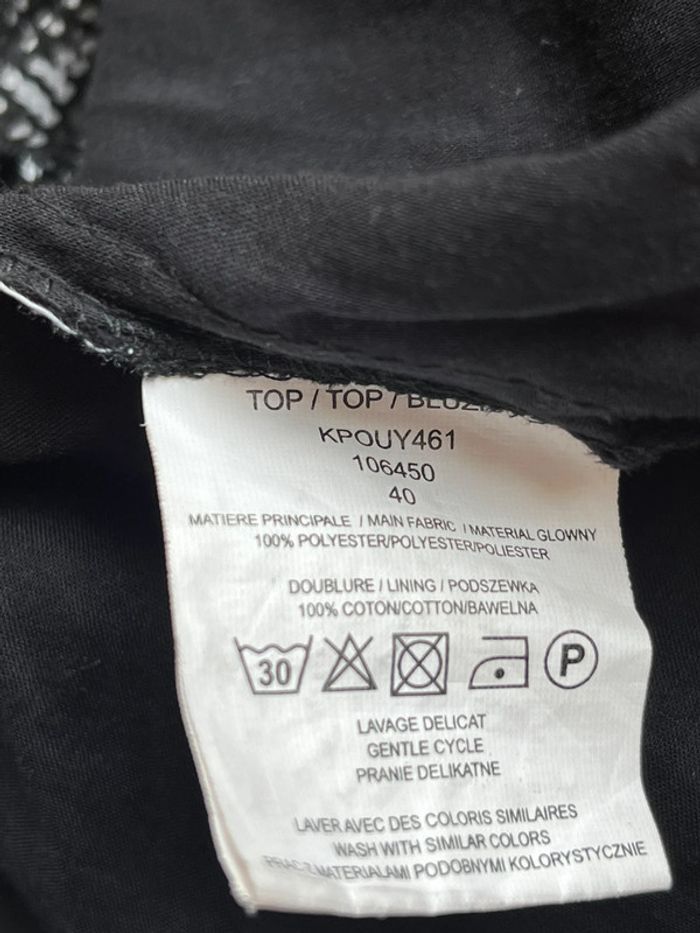 TOP / TOP / BLUZKA
KPOUY461
106450
40
MATIERE PRINCIPALE / MAIN FABRIC / MATERIAL GLOWNY
100% POLYESTER/POLYESTER/POLIESTER
DOUBLURE / LINING / PODSZEWKA
100% COTON/COTTON/BAWELNA
30 P
LAVAGE DELICAT
GENTLE CYCLE
PRANIE DELIKATNE
LAVER AVEC DES COLORIS SIMILAIRES
WASH WITH SIMILAR COLORS
PRAC Z MATERIALAMI PODOBNYMI KOLORYSTYCZNIE